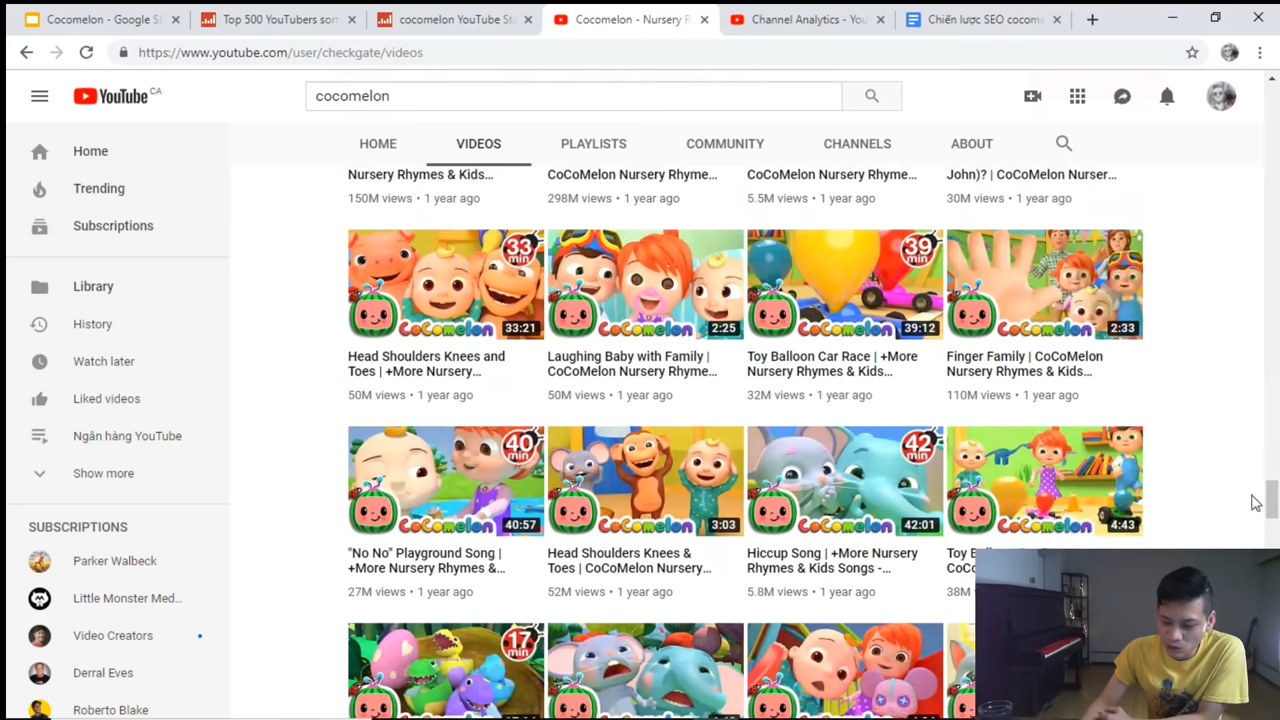 Cocomelon - Google Sl
Top 500 YouTubers sor
cocomelon YouTube Sta
Cocomelon - Nursery R
Channel Analytics - You
Chiến lược SEO cocome
https://www.youtube.com/user/checkgate/videos
YouTube CA
cocomelon
HOME
VIDEOS
PLAYLISTS
COMMUNITY
CHANNELS
ABOUT
Home
Trending
Subscriptions
Library
History
Watch later
Liked videos
Ngân hàng YouTube
Show more
SUBSCRIPTIONS
Parker Walbeck
Little Monster Med...
Video Creators
Derral Eves
Roberto Blake
Nursery Rhymes & Kids...
150M views • 1 year ago
CoCoMelon Nursery Rhyme...
298M views • 1 year ago
CoCoMelon Nursery Rhyme...
5.5M views • 1 year ago
John)? | CoCoMelon Nurser...
30M views • 1 year ago
33 min
CoCoMelon
33:21
Head Shoulders Knees and
Toes | +More Nursery...
50M views • 1 year ago
CoCoMelon
2:25
Laughing Baby with Family |
CoCoMelon Nursery Rhyme...
50M views • 1 year ago
39 min
CoCoMelon
39:12
Toy Balloon Car Race | +More
Nursery Rhymes & Kids...
32M views • 1 year ago
CoCoMelon
2:33
Finger Family | CoCoMelon
Nursery Rhymes & Kids...
110M views • 1 year ago
40 min
CoCoMelon
40:57
"No No" Playground Song |
+More Nursery Rhymes &...
27M views • 1 year ago
CoCoMelon
3:03
Head Shoulders Knees &
Toes | CoCoMelon Nursery...
52M views • 1 year ago
42 min
CoCoMelon
42:01
Hiccup Song | +More Nursery
Rhymes & Kids Songs -...
5.8M views • 1 year ago
CoCoMelon
4:43
Toy
38M
17 min